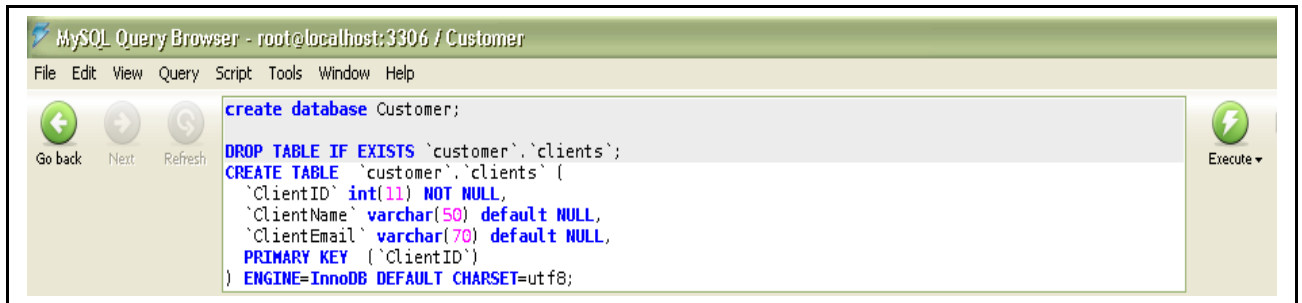 MySQL Query Browser - root@localhost:3306 / Customer
File Edit View Query Script Tools Window Help
Go back Next Refresh
create database Customer;
DROP TABLE IF EXISTS `customer`.`clients`;
CREATE TABLE  `customer`.`clients` (
  `ClientID` int(11) NOT NULL,
  `ClientName` varchar(50) default NULL,
  `ClientEmail` varchar(70) default NULL,
  PRIMARY KEY  (`ClientID`)
) ENGINE=InnoDB DEFAULT CHARSET=utf8;
Execute